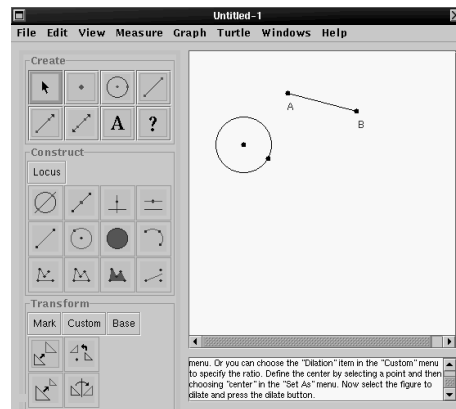 Untitled-1
File Edit View Measure Graph Turtle Windows Help
Create
A ?
Construct
Locus
Transform
Mark Custom Base
A
B
menu. Or you can choose the "Dilation" item in the "Custom" menu
to specify the ratio. Define the center by selecting a point and then
choosing "center" in the "Set As" menu. Now select the figure to
dilate and press the dilate button.